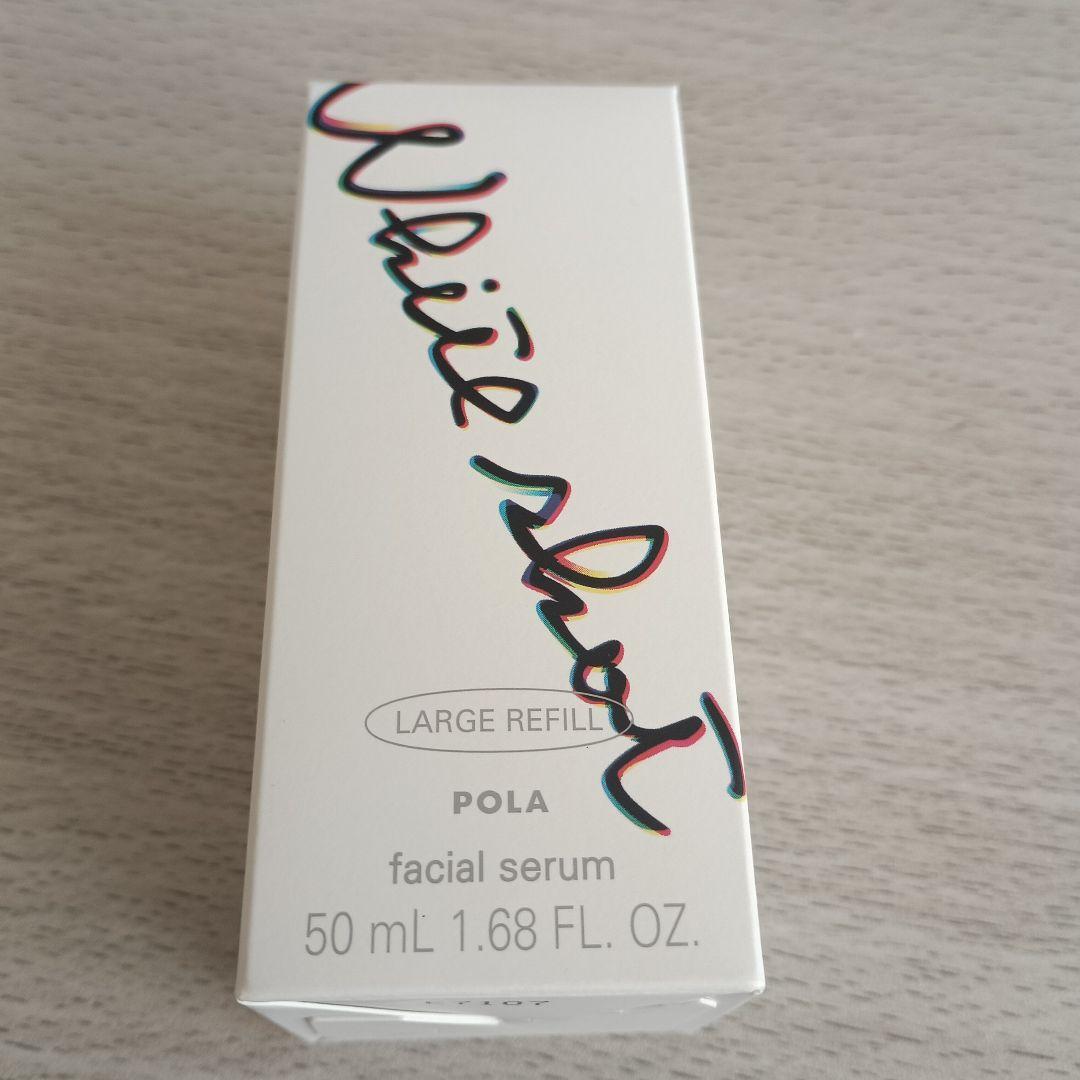 White shot
LARGE REFILL
POLA
facial serum
50 mL 1.68 FL. OZ.